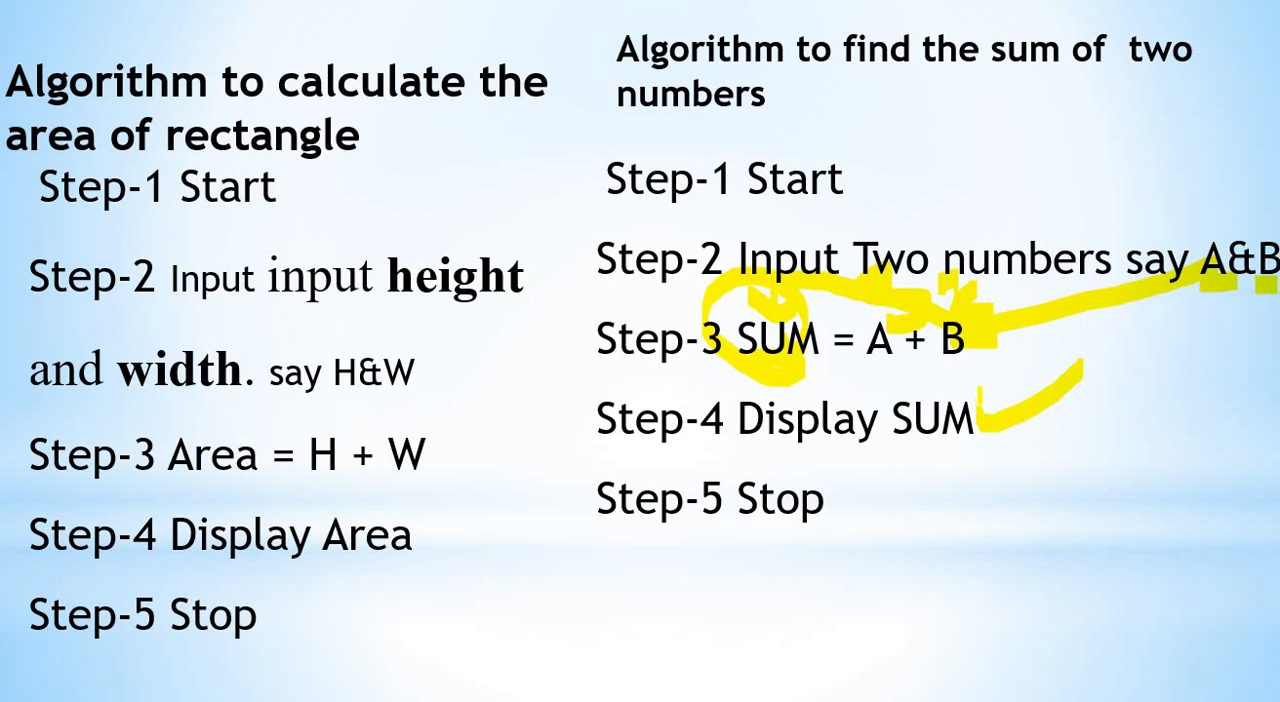 Algorithm to calculate the
area of rectangle
Step-1 Start
Step-2 Input input height
and width. say H&W
Step-3 Area = H + W
Step-4 Display Area
Step-5 Stop
Algorithm to find the sum of two
numbers
Step-1 Start
Step-2 Input Two numbers say A&B
Step-3 SUM = A + B
Step-4 Display SUM
Step-5 Stop